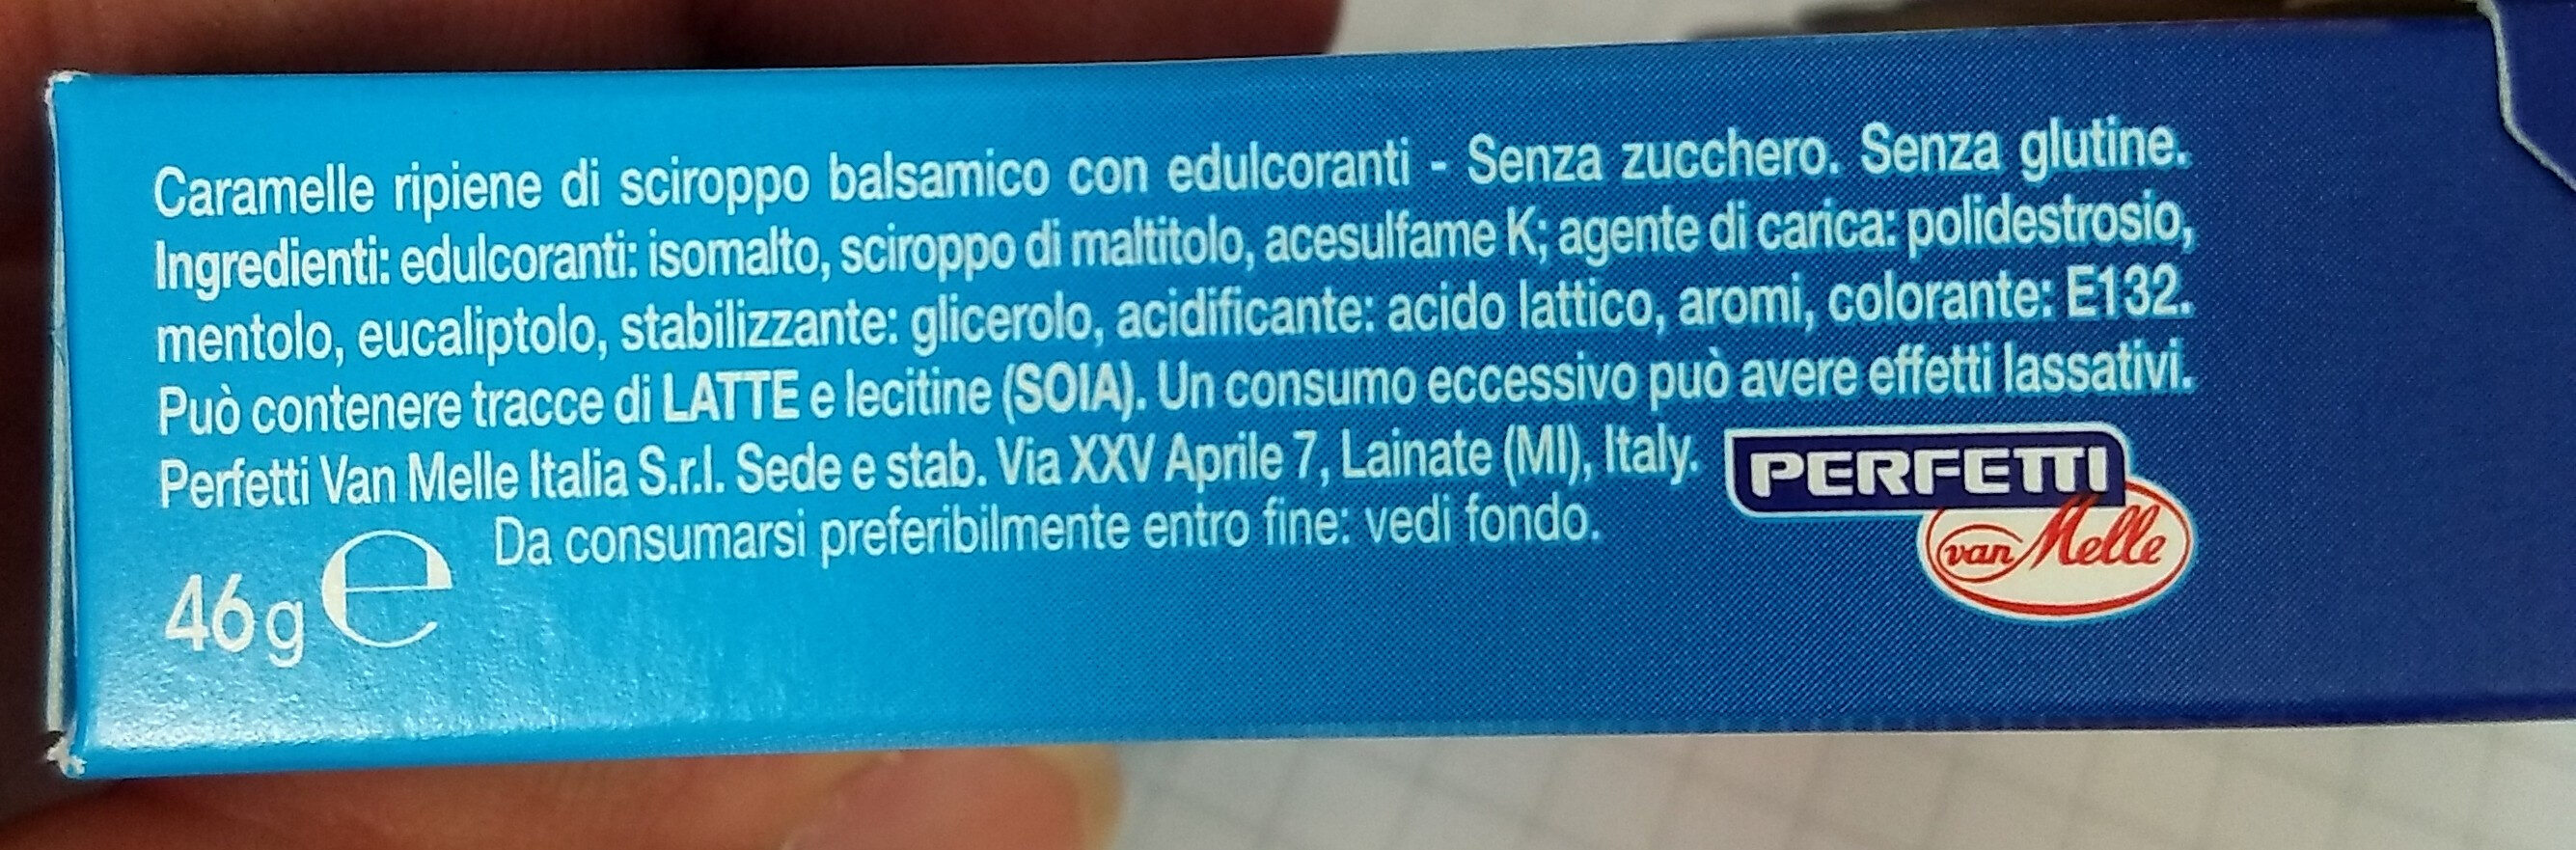 Caramelle ripiene di sciroppo balsamico con edulcoranti - Senza zucchero. Senza glutine.
Ingredienti: edulcoranti: isomalto, sciroppo di maltitolo, acesulfame K; agente di carica: polidestrosio,
mentolo, eucaliptolo, stabilizzante: glicerolo, acidificante: acido lattico, aromi, colorante: E132.
Può contenere tracce di LATTE e lecitine (SOIA). Un consumo eccessivo può avere effetti lassativi.
Perfetti Van Melle Italia S.r.l. Sede e stab. Via XXV Aprile 7, Lainate (MI), Italy.
Da consumarsi preferibilmente entro fine: vedi fondo.
46g e
PERFETTI
van Melle